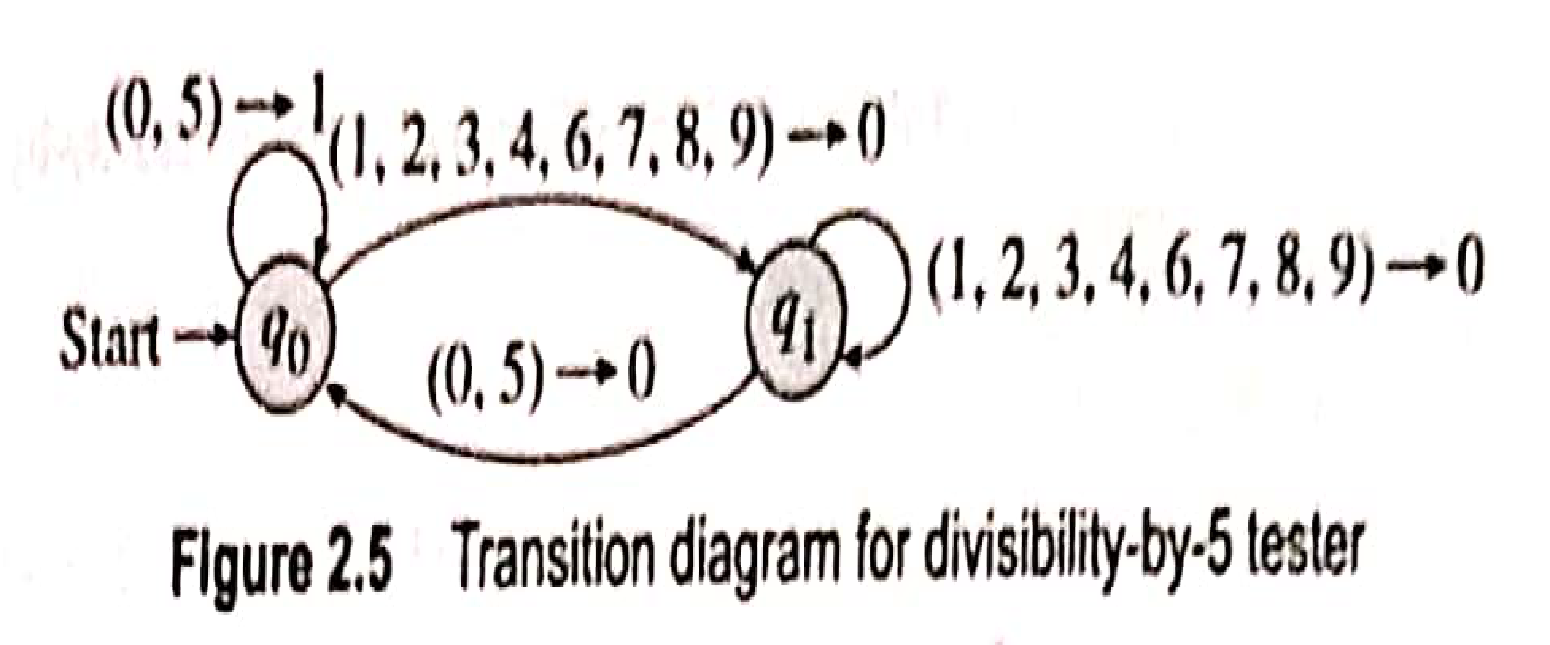 (0, 5) → 1
(1, 2, 3, 4, 6, 7, 8, 9) → 0
(1, 2, 3, 4, 6, 7, 8, 9) → 0
Start → q0
(0, 5) → 0
q1
Figure 2.5 Transition diagram for divisibility-by-5 tester